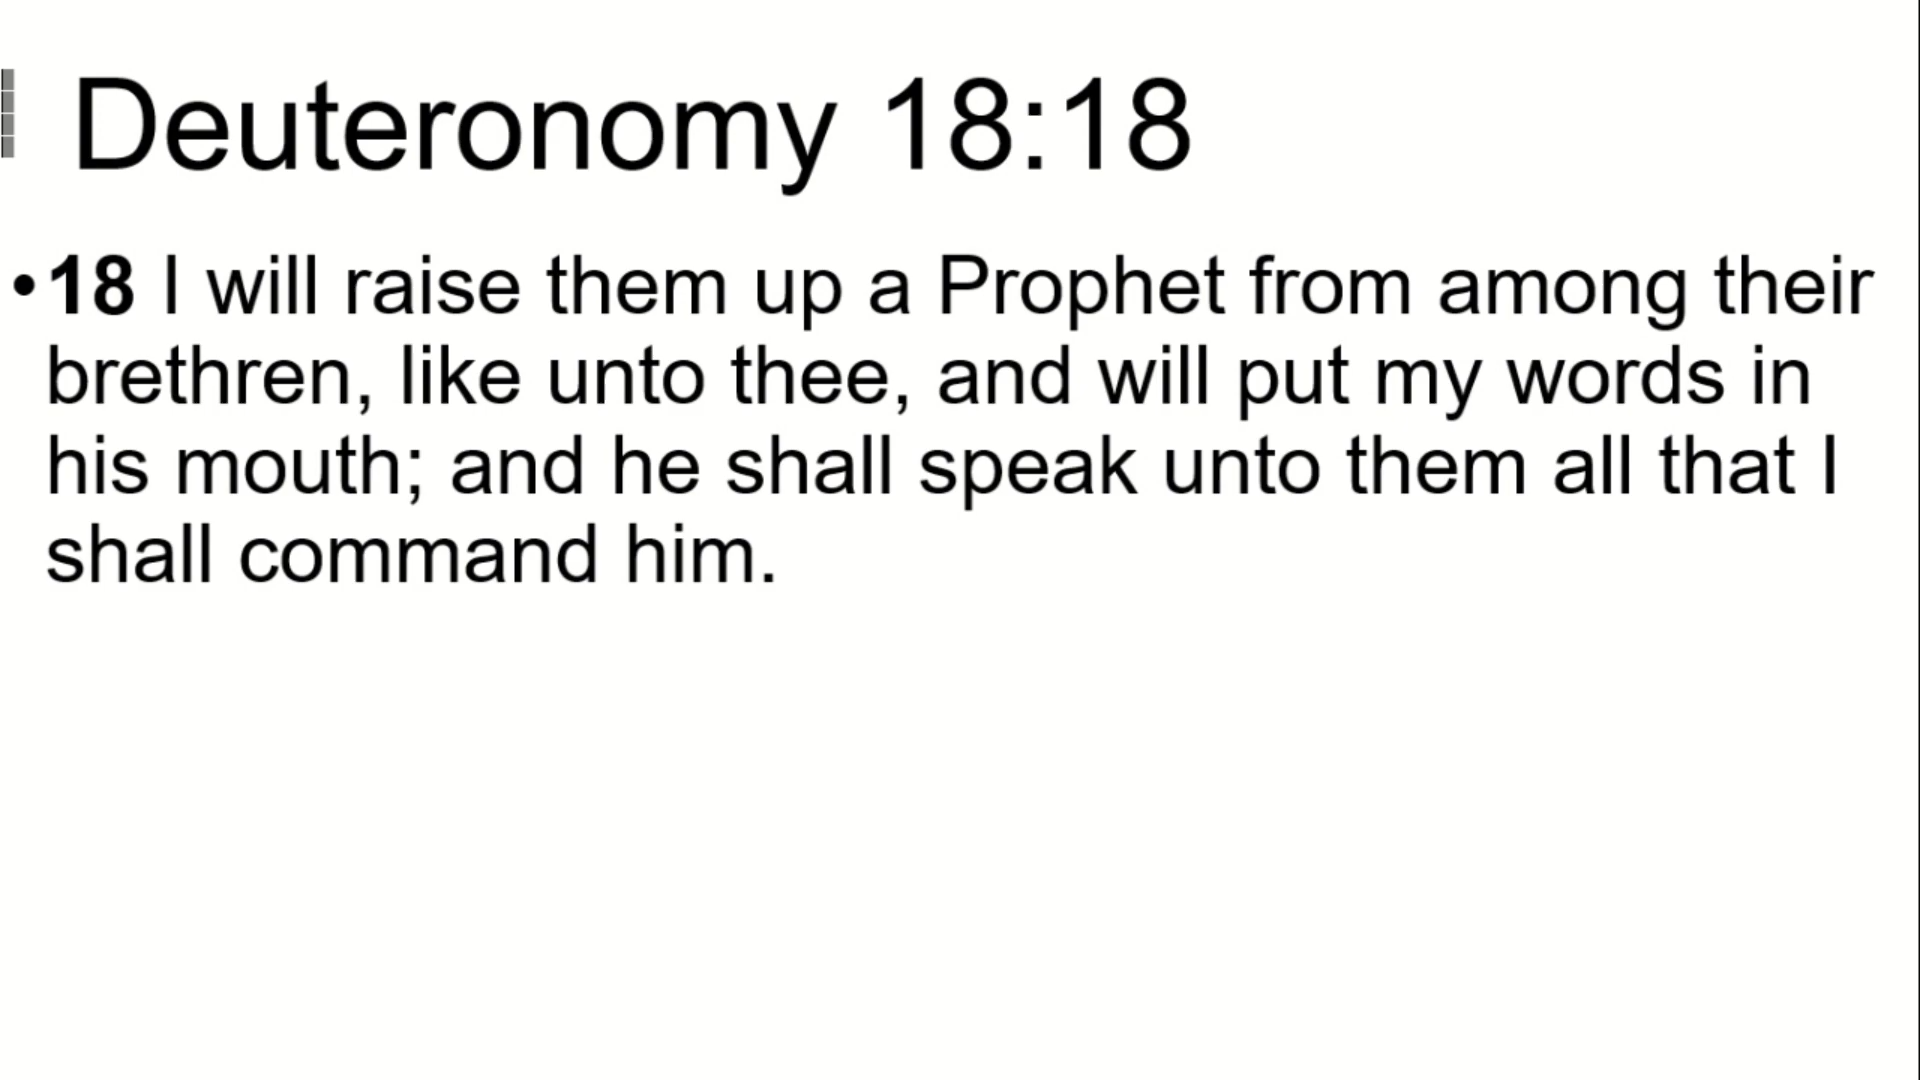 Deuteronomy 18:18
•18 I will raise them up a Prophet from among their
brethren, like unto thee, and will put my words in
his mouth; and he shall speak unto them all that I
shall command him.